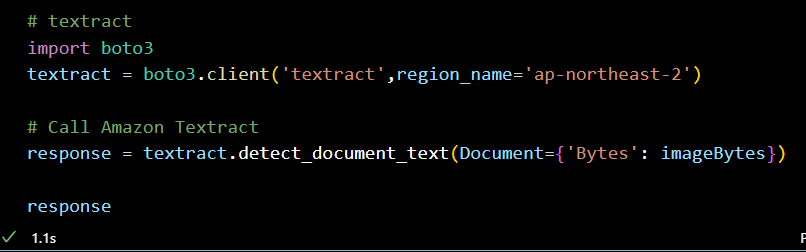 # textract
import boto3
textract = boto3.client('textract',region_name='ap-northeast-2')
# Call Amazon Textract
response = textract.detect_document_text(Document={'Bytes': imageBytes})
response
1.1s
P